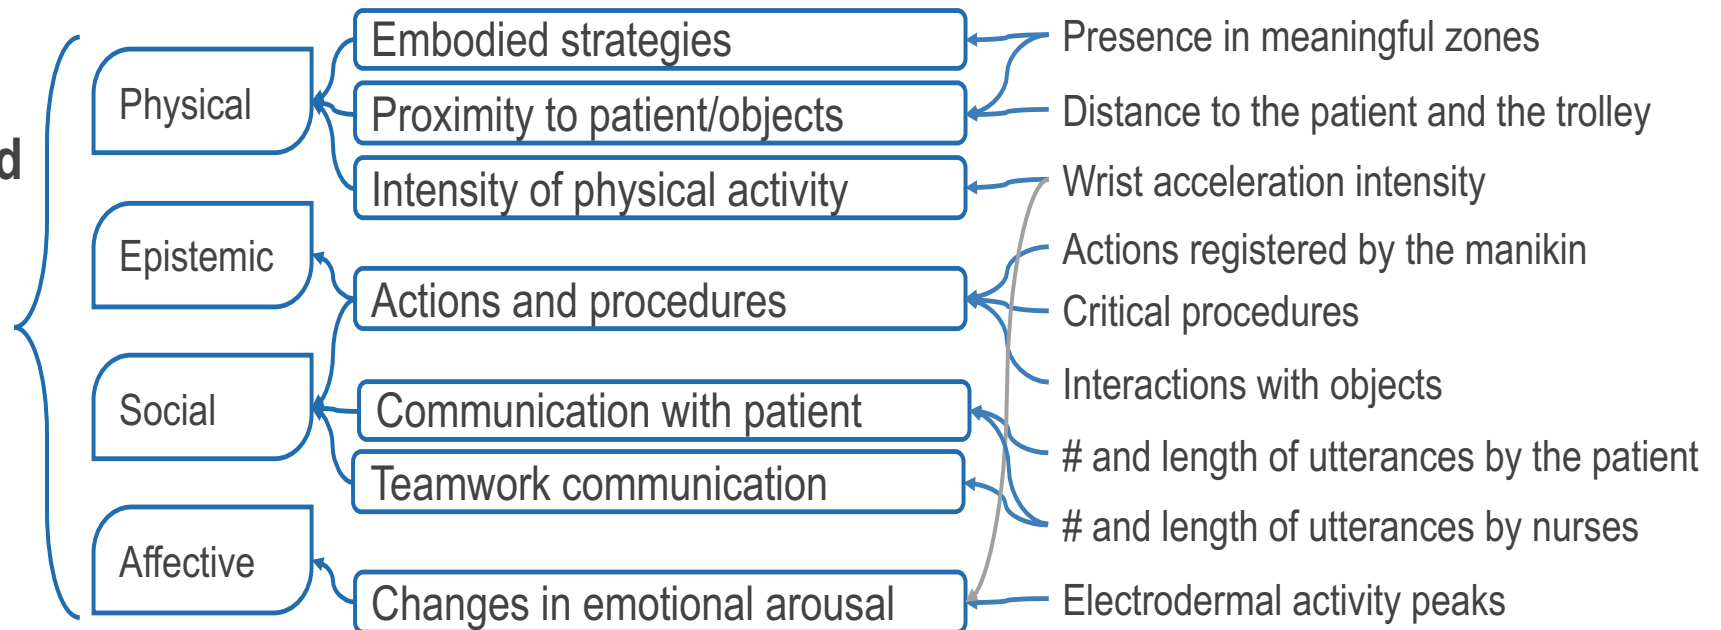 d
Physical
Epistemic
Social
Affective
Embodied strategies
Proximity to patient/objects
Intensity of physical activity
Actions and procedures
Communication with patient
Teamwork communication
Changes in emotional arousal
Presence in meaningful zones
Distance to the patient and the trolley
Wrist acceleration intensity
Actions registered by the manikin
Critical procedures
Interactions with objects
# and length of utterances by the patient
# and length of utterances by nurses
Electrodermal activity peaks